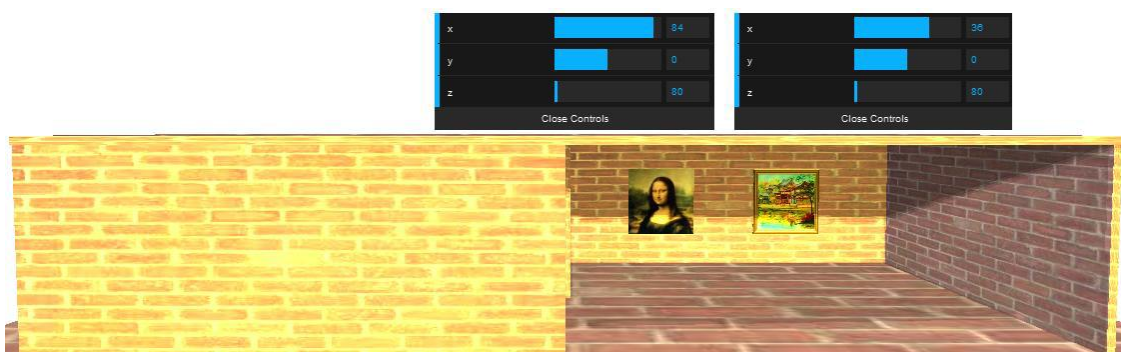 x 84
y 0
z 80
Close Controls
x 36
y 0
z 80
Close Controls